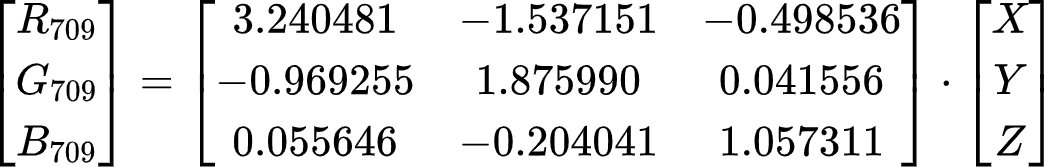 R709 3.240481 −1.537151 −0.498536 X
G709 = −0.969255 1.875990 0.041556 · Y
B709 0.055646 −0.204041 1.057311 Z